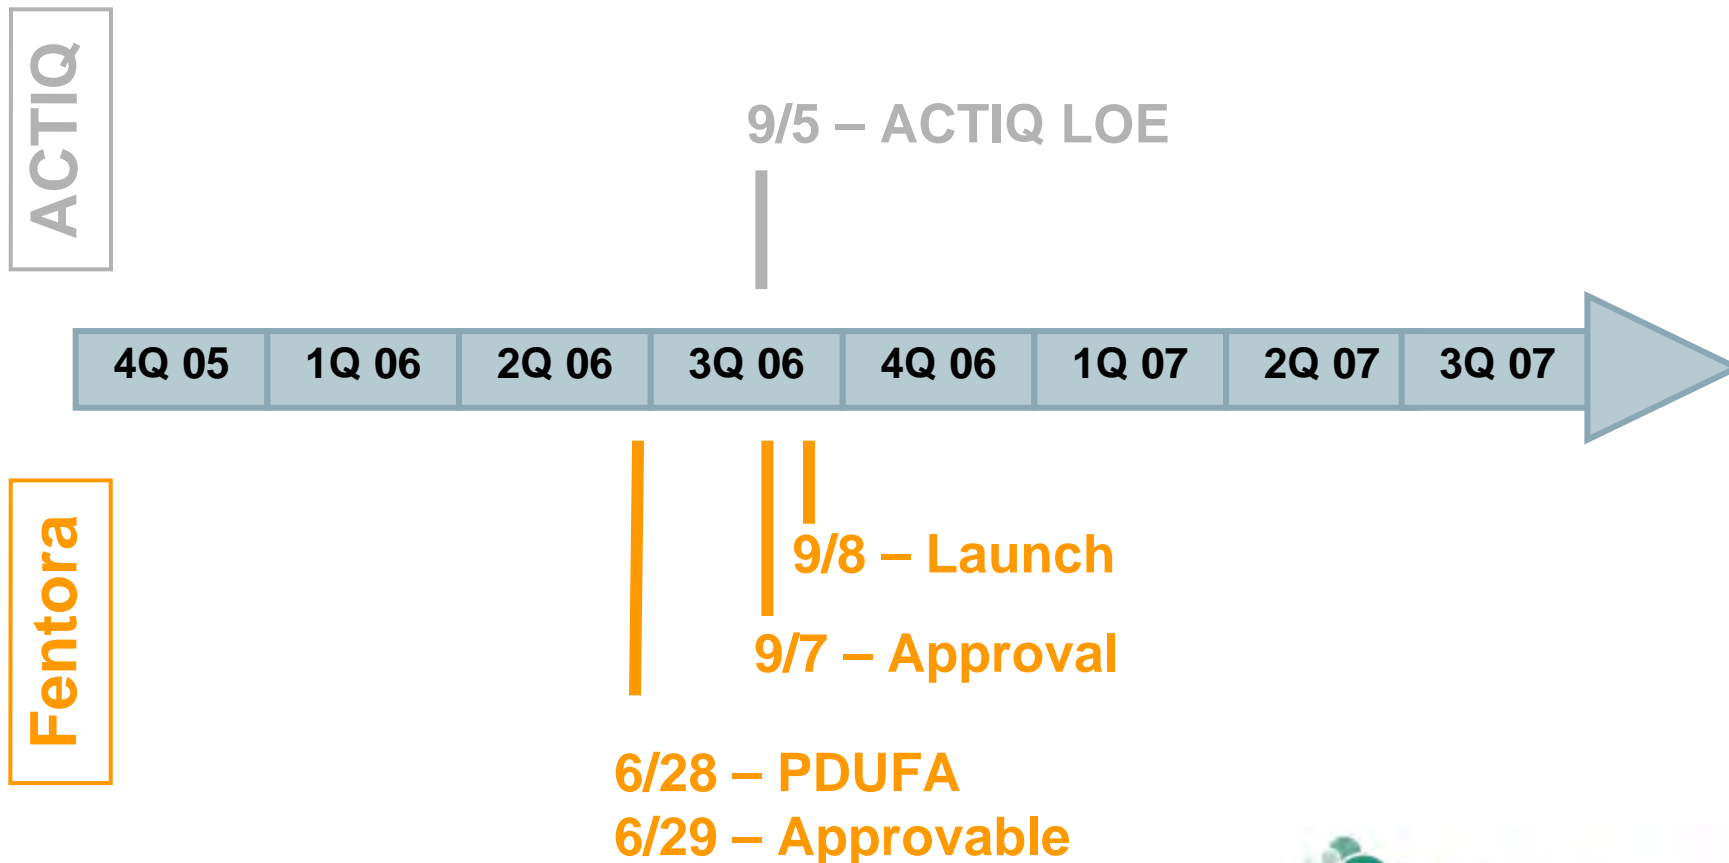 ACTIQ
9/5 – ACTIQ LOE
4Q 05 1Q 06 2Q 06 3Q 06 4Q 06 1Q 07 2Q 07 3Q 07
Fentora
9/8 – Launch
9/7 – Approval
6/28 – PDUFA
6/29 – Approvable